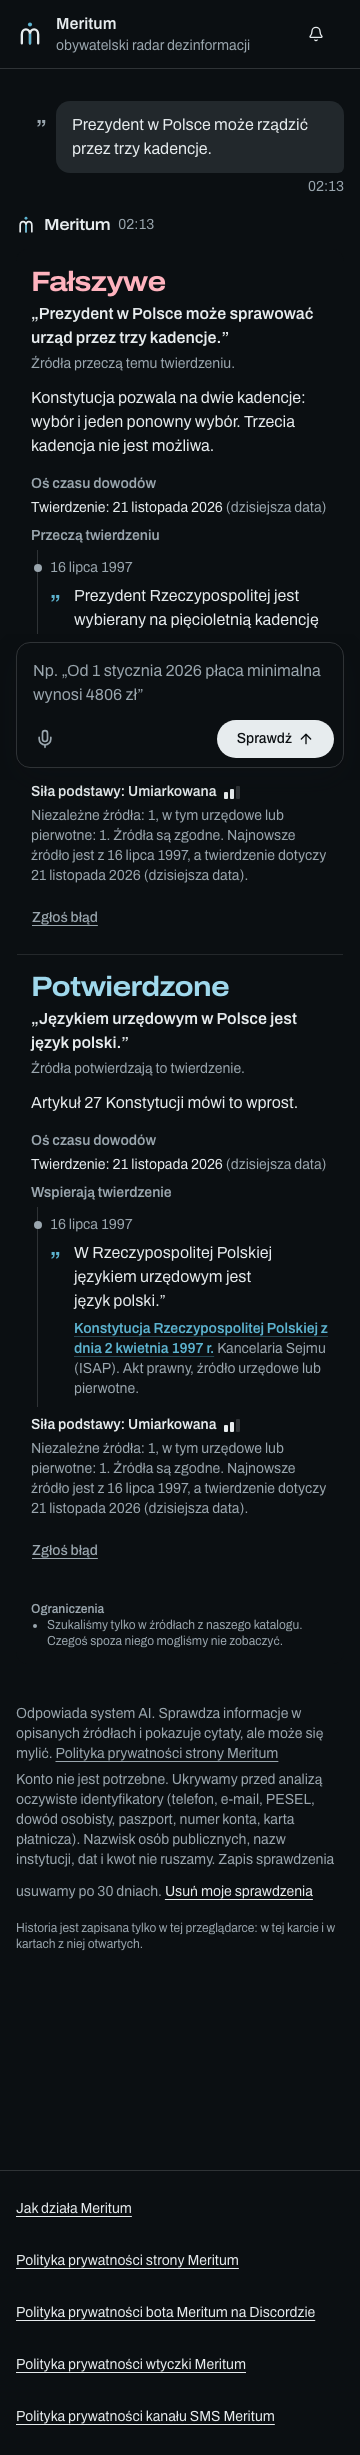 Meritum
obywatelski radar dezinformacji
” Prezydent w Polsce może rządzić
przez trzy kadencje.
02:13
Meritum 02:13
Fałszywe
„Prezydent w Polsce może sprawować
urząd przez trzy kadencje.”
Źródła przeczą temu twierdzeniu.
Konstytucja pozwala na dwie kadencje:
wybór i jeden ponowny wybór. Trzecia
kadencja nie jest możliwa.
Oś czasu dowodów
Twierdzenie: 21 listopada 2026 (dzisiejsza data)
Przeczą twierdzeniu
16 lipca 1997
” Prezydent Rzeczypospolitej jest
wybierany na pięcioletnią kadencję
Np. „Od 1 stycznia 2026 płaca minimalna
wynosi 4806 zł”
Sprawdź
Siła podstawy: Umiarkowana
Niezależne źródła: 1, w tym urzędowe lub
pierwotne: 1. Źródła są zgodne. Najnowsze
źródło jest z 16 lipca 1997, a twierdzenie dotyczy
21 listopada 2026 (dzisiejsza data).
Zgłoś błąd
Potwierdzone
„Językiem urzędowym w Polsce jest
język polski.”
Źródła potwierdzają to twierdzenie.
Artykuł 27 Konstytucji mówi to wprost.
Oś czasu dowodów
Twierdzenie: 21 listopada 2026 (dzisiejsza data)
Wspierają twierdzenie
16 lipca 1997
” W Rzeczypospolitej Polskiej
językiem urzędowym jest
język polski.”
Konstytucja Rzeczypospolitej Polskiej z
dnia 2 kwietnia 1997 r. Kancelaria Sejmu
(ISAP). Akt prawny, źródło urzędowe lub
pierwotne.
Siła podstawy: Umiarkowana
Niezależne źródła: 1, w tym urzędowe lub
pierwotne: 1. Źródła są zgodne. Najnowsze
źródło jest z 16 lipca 1997, a twierdzenie dotyczy
21 listopada 2026 (dzisiejsza data).
Zgłoś błąd
Ograniczenia
• Szukaliśmy tylko w źródłach z naszego katalogu.
Czegoś spoza niego mogliśmy nie zobaczyć.
Odpowiada system AI. Sprawdza informacje w
opisanych źródłach i pokazuje cytaty, ale może się
mylić. Polityka prywatności strony Meritum
Konto nie jest potrzebne. Ukrywamy przed analizą
oczywiste identyfikatory (telefon, e-mail, PESEL,
dowód osobisty, paszport, numer konta, karta
płatnicza). Nazwisk osób publicznych, nazw
instytucji, dat i kwot nie ruszamy. Zapis sprawdzenia
usuwamy po 30 dniach. Usuń moje sprawdzenia
Historia jest zapisana tylko w tej przeglądarce: w tej karcie i w
kartach z niej otwartych.
Jak działa Meritum
Polityka prywatności strony Meritum
Polityka prywatności bota Meritum na Discordzie
Polityka prywatności wtyczki Meritum
Polityka prywatności kanału SMS Meritum